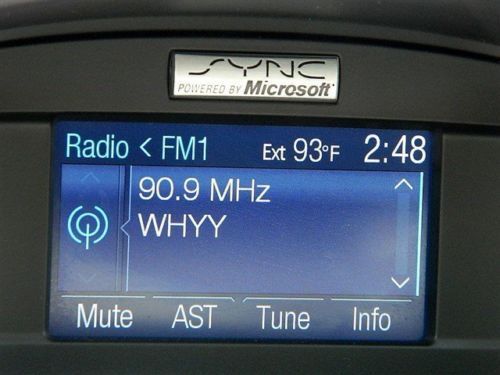 SYNC
POWERED BY Microsoft
Radio < FM1 Ext 93°F 2:48
90.9 MHz
WHYY
Mute AST Tune Info